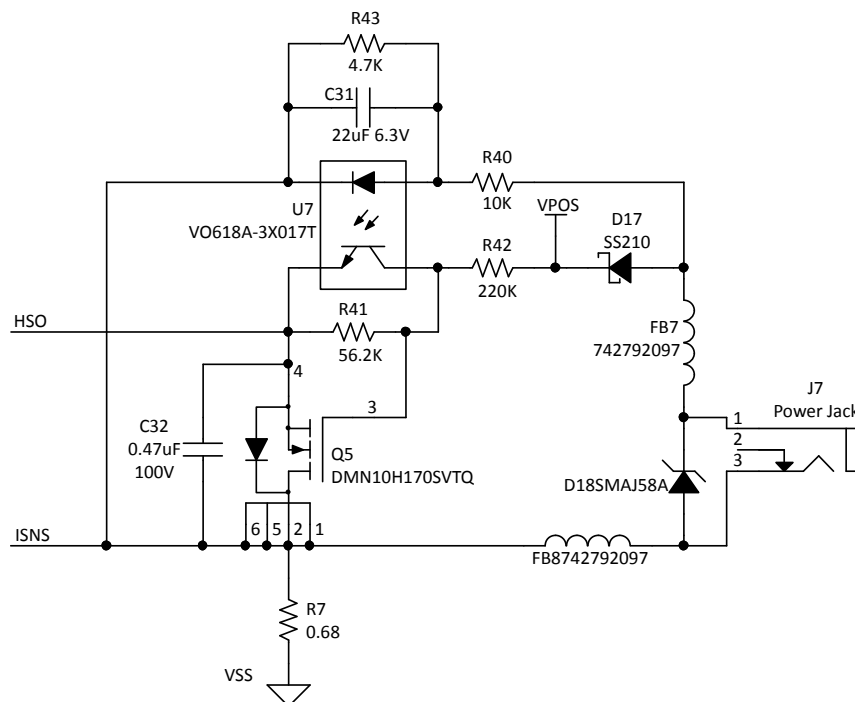 R43
4.7K
C31
22uF 6.3V
R40
10K
U7
VO618A-3X017T
VPOS
D17
SS210
R42
220K
HSO
R41
56.2K
FB7
742792097
4
3
J7
Power Jack
1
2
3
C32
0.47uF
100V
Q5
DMN10H170SVTQ
D18SMAJ58A
ISNS
6
5
2
1
FB8742792097
R7
0.68
VSS